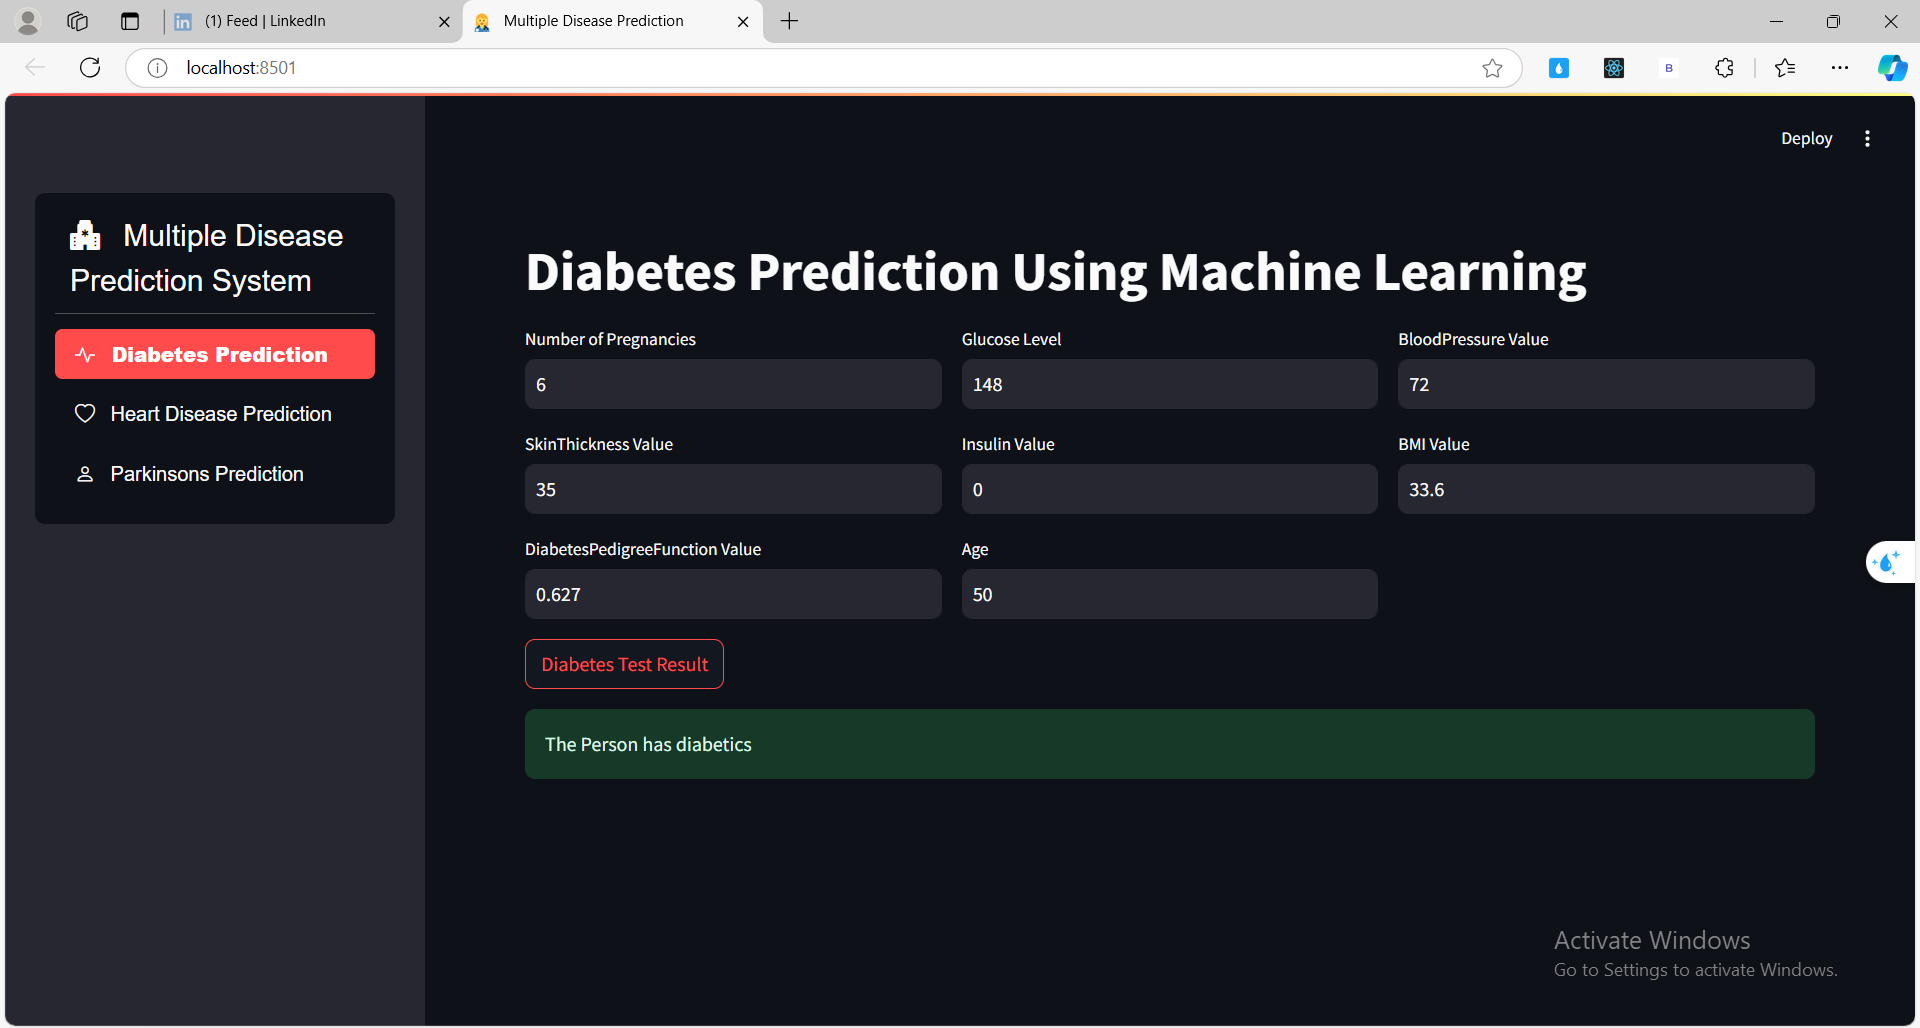 (1) Feed | LinkedIn
Multiple Disease Prediction
localhost:8501
B
Deploy
Multiple Disease
Prediction System
Diabetes Prediction
Heart Disease Prediction
Parkinsons Prediction
Diabetes Prediction Using Machine Learning
Number of Pregnancies
Glucose Level
BloodPressure Value
6
148
72
SkinThickness Value
Insulin Value
BMI Value
35
0
33.6
DiabetesPedigreeFunction Value
Age
0.627
50
Diabetes Test Result
The Person has diabetics
Activate Windows
Go to Settings to activate Windows.